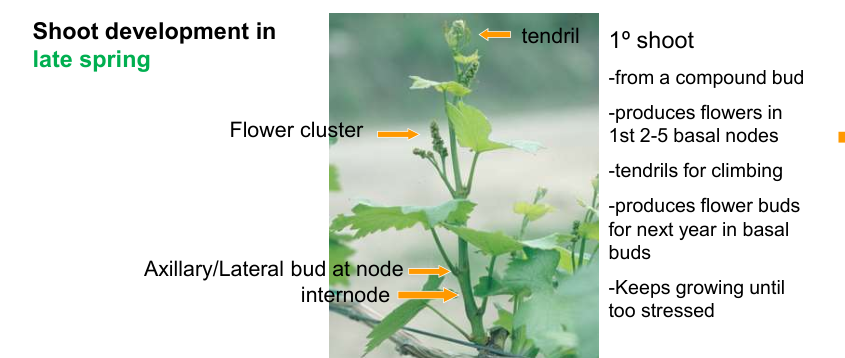 Shoot development in
late spring
tendril
Flower cluster
Axillary/Lateral bud at node
internode
1º shoot
-from a compound bud
-produces flowers in
1st 2-5 basal nodes
-tendrils for climbing
-produces flower buds
for next year in basal
buds
-Keeps growing until
too stressed